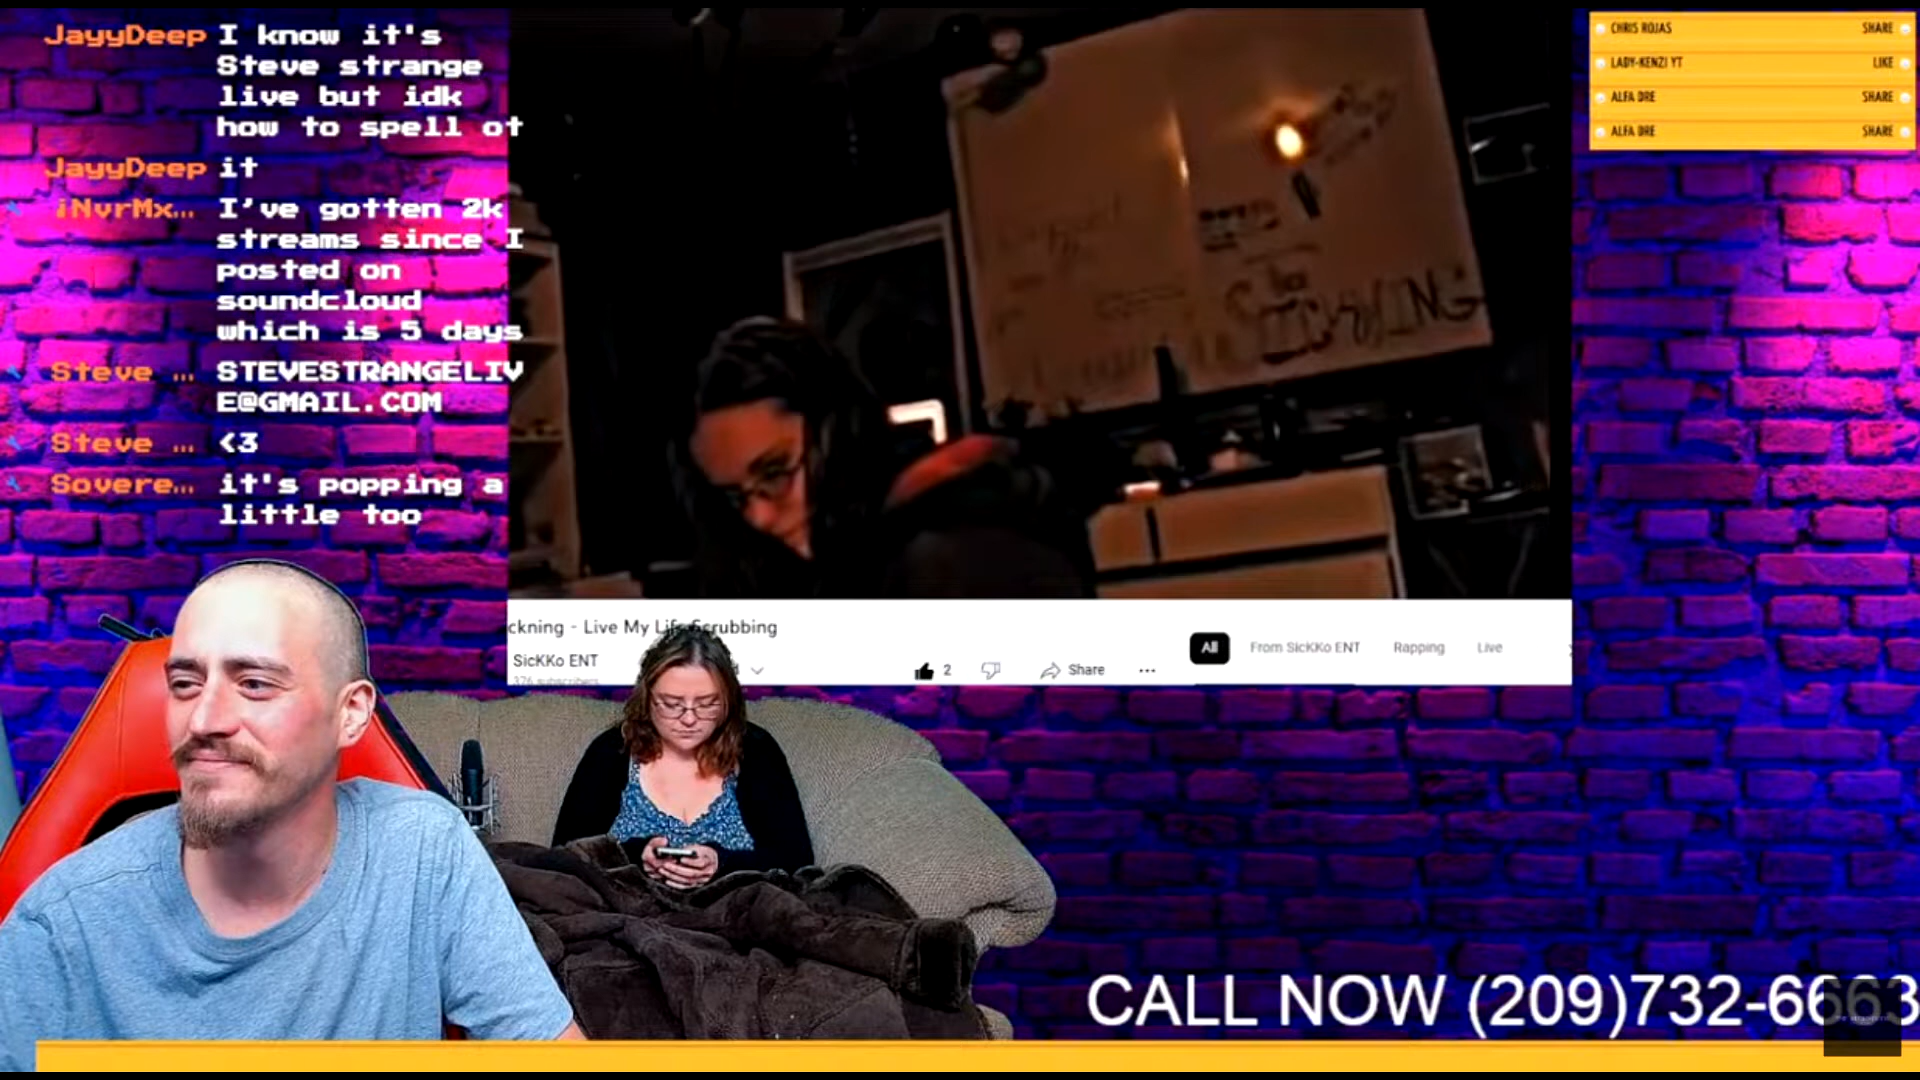 JayyDeep I know it's
Steve strange
live but idk
how to spell ot
JayyDeep it
iNvrMx... I've gotten 2k
streams since I
posted on
soundcloud
which is 5 days
Steve ... STEVESTRANGELIV
E@GMAIL.COM
Steve ... <3
Sovere... it's popping a
little too
CHRIS ROJAS SHARE
LADY-KENZI YT LIKE
ALFA DRE SHARE
ALFA DRE SHARE
ckning - Live My Life Scrubbing
SicKKo ENT
376 subscribers
2
Share
All From SicKKo ENT Rapping Live
CALL NOW (209)732-6663